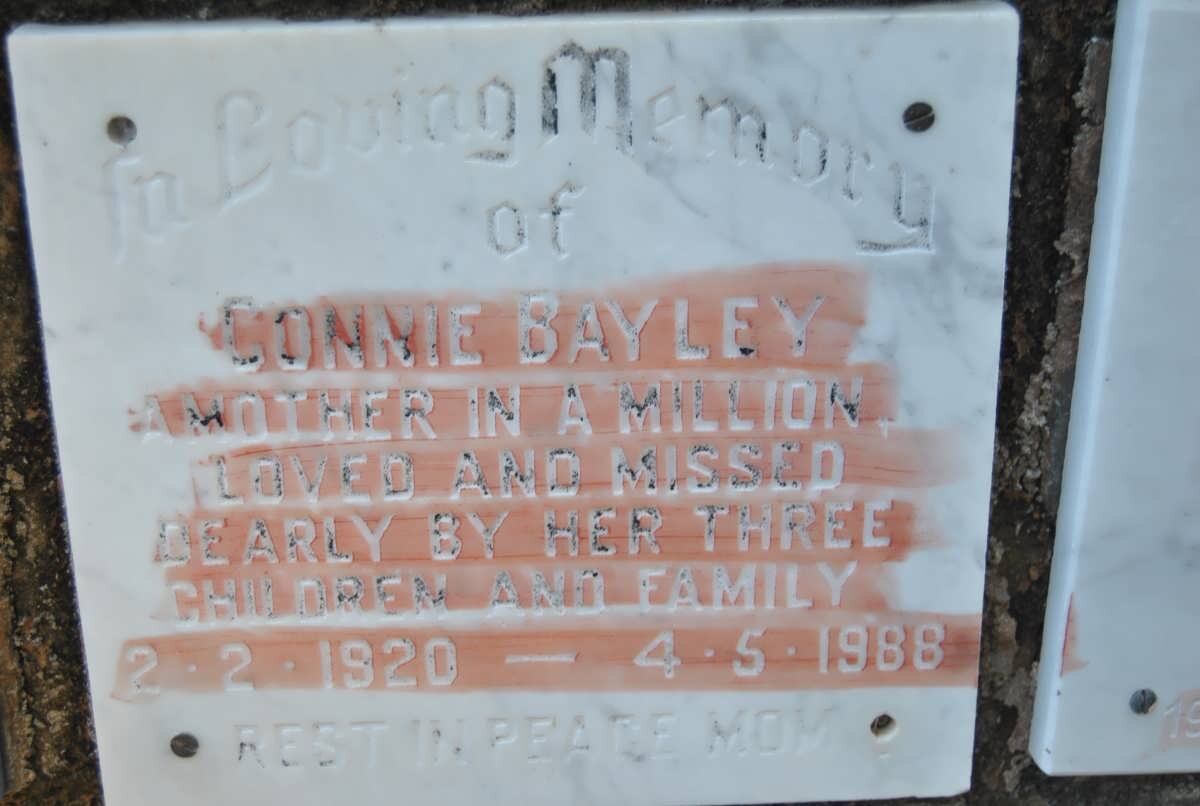 In Loving Memory
of
CONNIE BAYLEY
A MOTHER IN A MILLION,
LOVED AND MISSED
DEARLY BY HER THREE
CHILDREN AND FAMILY
2 · 2 · 1920 — 4 · 5 · 1988
REST IN PEACE MOM
19